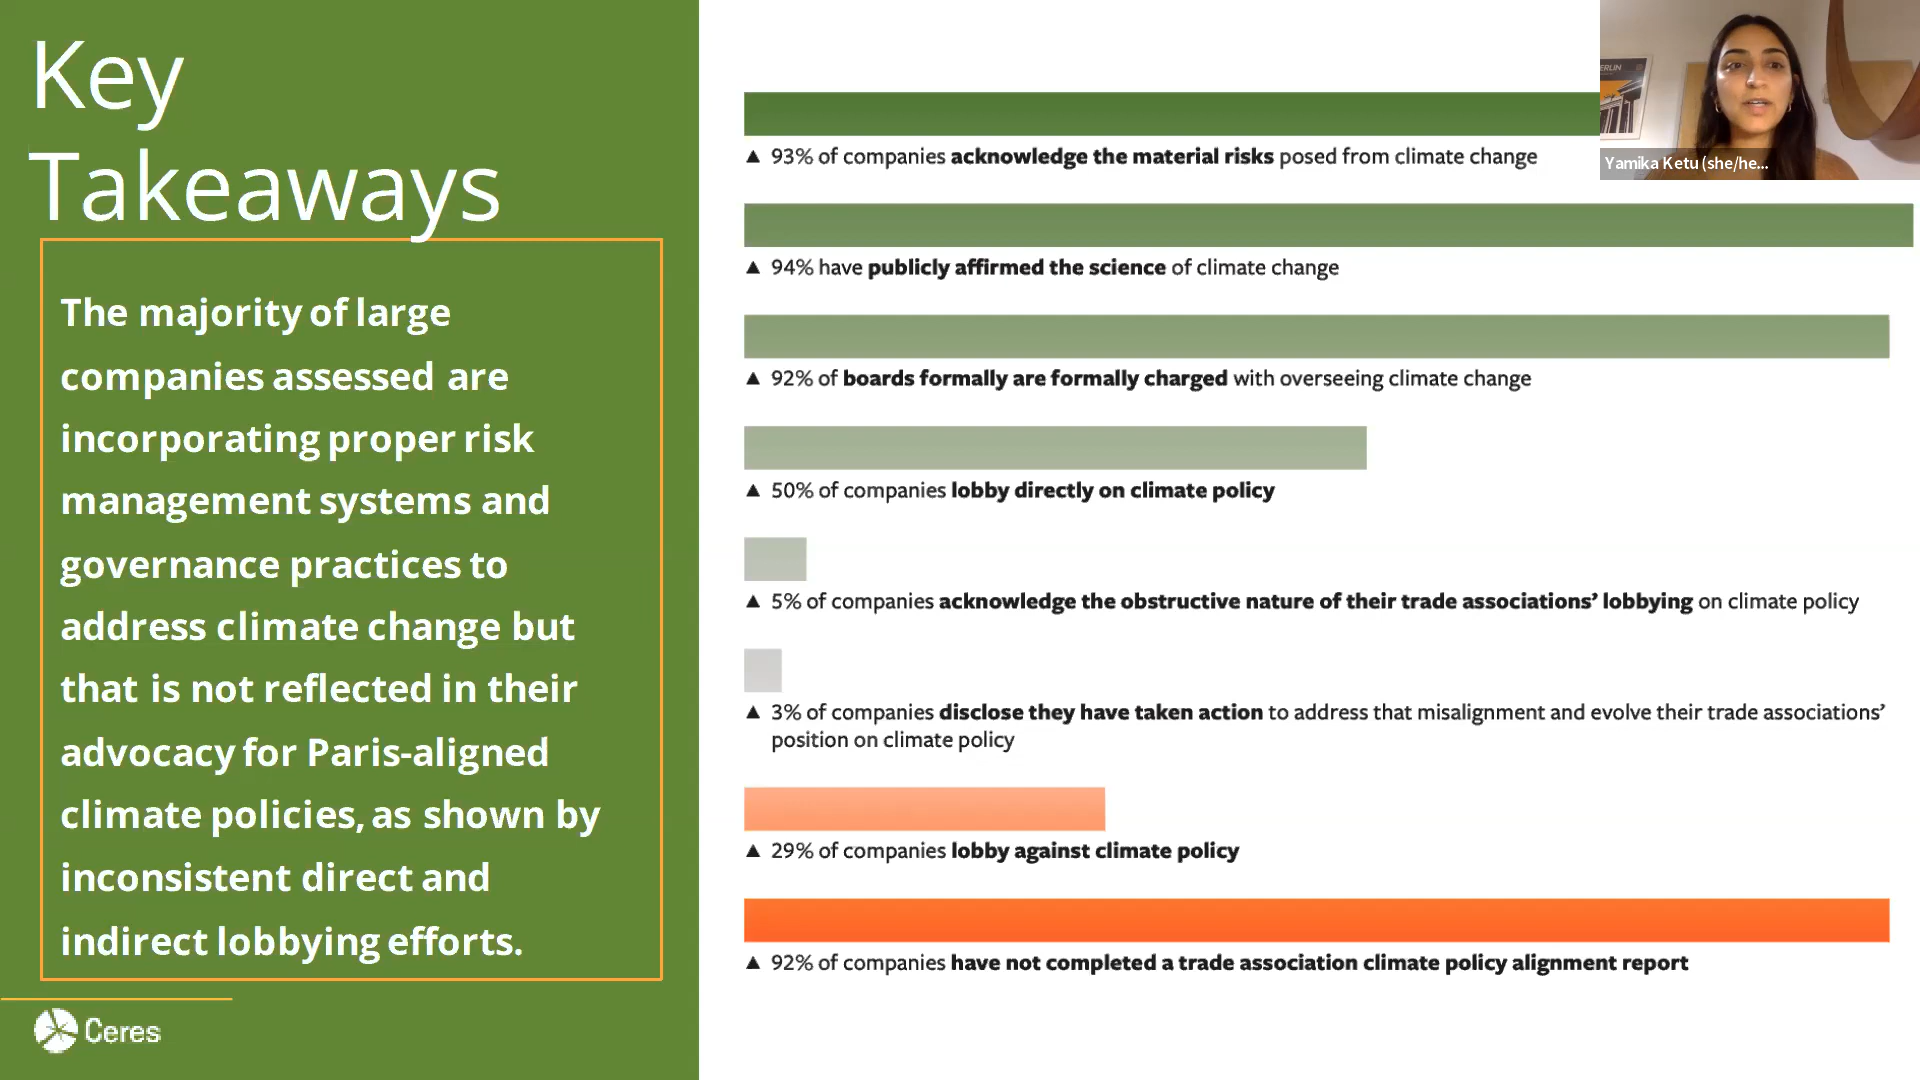 Key
Takeaways
The majority of large
companies assessed are
incorporating proper risk
management systems and
governance practices to
address climate change but
that is not reflected in their
advocacy for Paris-aligned
climate policies, as shown by
inconsistent direct and
indirect lobbying efforts.
Ceres
▲ 93% of companies acknowledge the material risks posed from climate change
▲ 94% have publicly affirmed the science of climate change
▲ 92% of boards formally are formally charged with overseeing climate change
▲ 50% of companies lobby directly on climate policy
▲ 5% of companies acknowledge the obstructive nature of their trade associations’ lobbying on climate policy
▲ 3% of companies disclose they have taken action to address that misalignment and evolve their trade associations’
position on climate policy
▲ 29% of companies lobby against climate policy
▲ 92% of companies have not completed a trade association climate policy alignment report
ERLIN
Yamika Ketu (she/he...